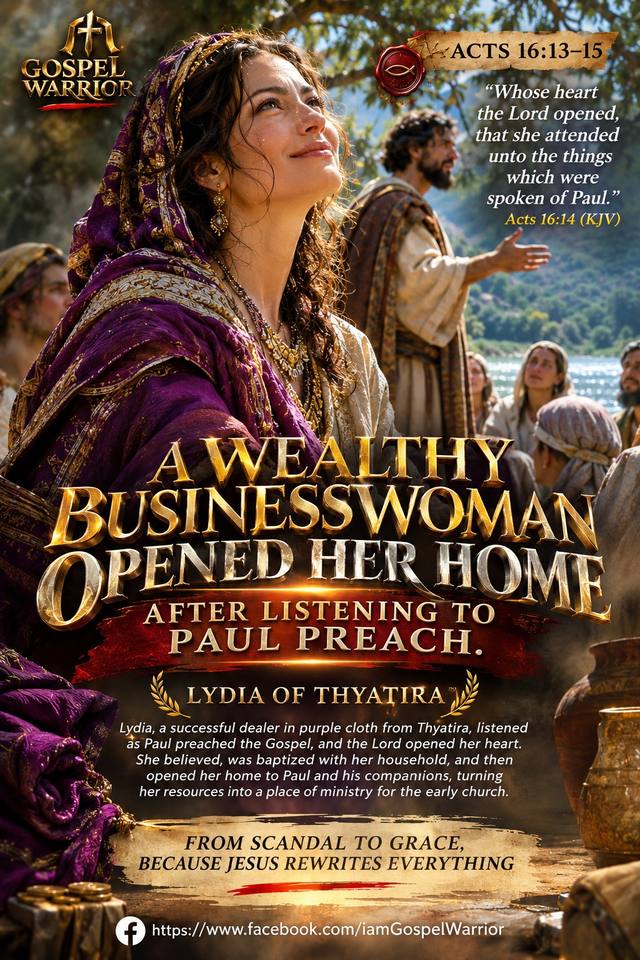 GOSPEL
WARRIOR
ACTS 16:13–15
“Whose heart
the Lord opened,
that she attended
unto the things
which were
spoken of Paul.”
Acts 16:14 (KJV)
A WEALTHY
BUSINESSWOMAN
OPENED HER HOME
AFTER LISTENING TO
PAUL PREACH.
LYDIA OF THYATIRA
Lydia, a successful dealer in purple cloth from Thyatira, listened
as Paul preached the Gospel, and the Lord opened her heart.
She believed, was baptized with her household, and then
opened her home to Paul and his companions, turning
her resources into a place of ministry for the early church.
FROM SCANDAL TO GRACE,
BECAUSE JESUS REWRITES EVERYTHING
https://www.facebook.com/iamGospelWarrior